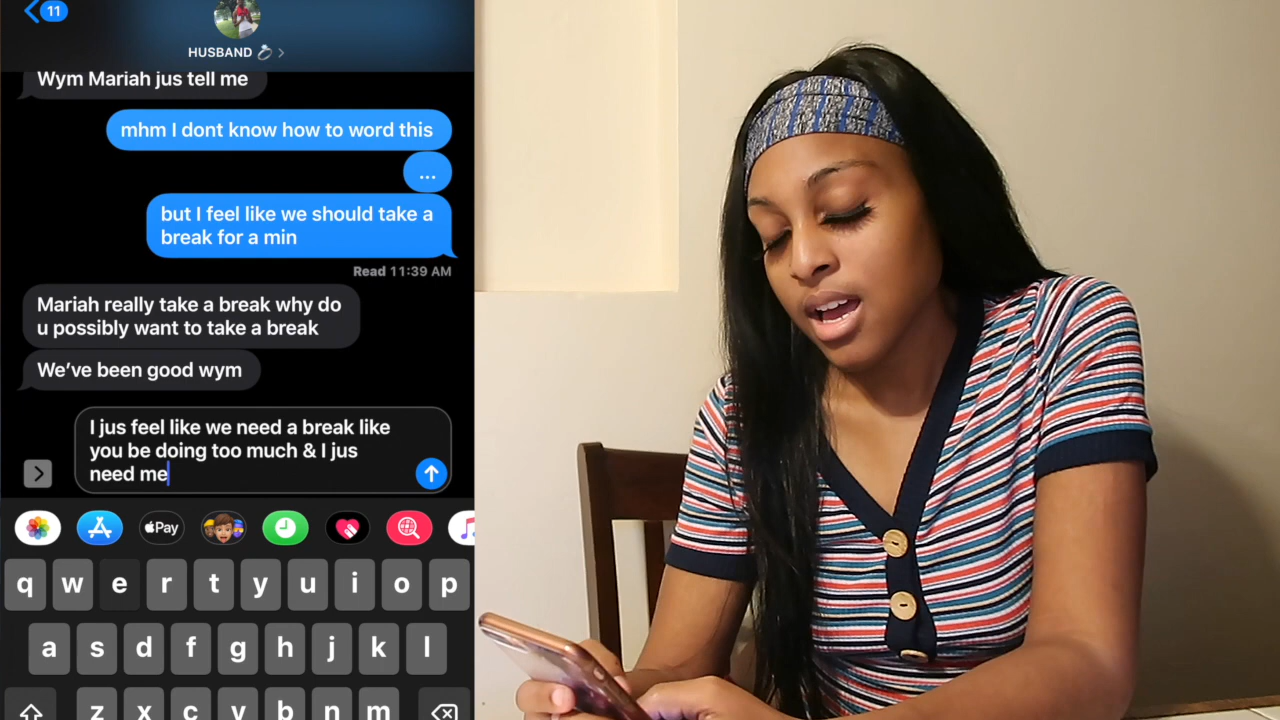 11
HUSBAND 💍 >
Wym Mariah jus tell me
mhm I dont know how to word this
...
but I feel like we should take a
break for a min
Read 11:39 AM
Mariah really take a break why do
u possibly want to take a break
We've been good wym
I jus feel like we need a break like
you be doing too much & I jus
need me
Pay
q w e r t y u i o p
a s d f g h j k l
z x c v b n m